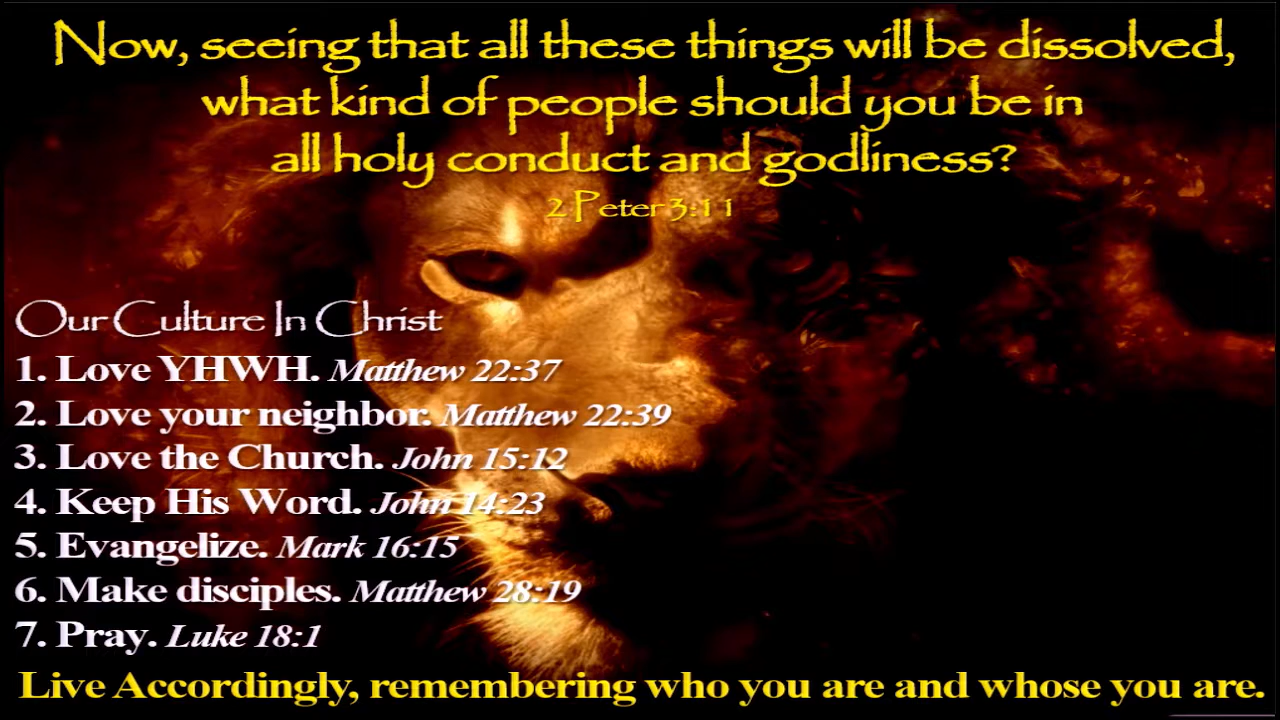 Now, seeing that all these things will be dissolved,
what kind of people should you be in
all holy conduct and godliness?
2 Peter 3:11
Our Culture In Christ
1. Love YHWH. Matthew 22:37
2. Love your neighbor. Matthew 22:39
3. Love the Church. John 15:12
4. Keep His Word. John 14:23
5. Evangelize. Mark 16:15
6. Make disciples. Matthew 28:19
7. Pray. Luke 18:1
Live Accordingly, remembering who you are and whose you are.